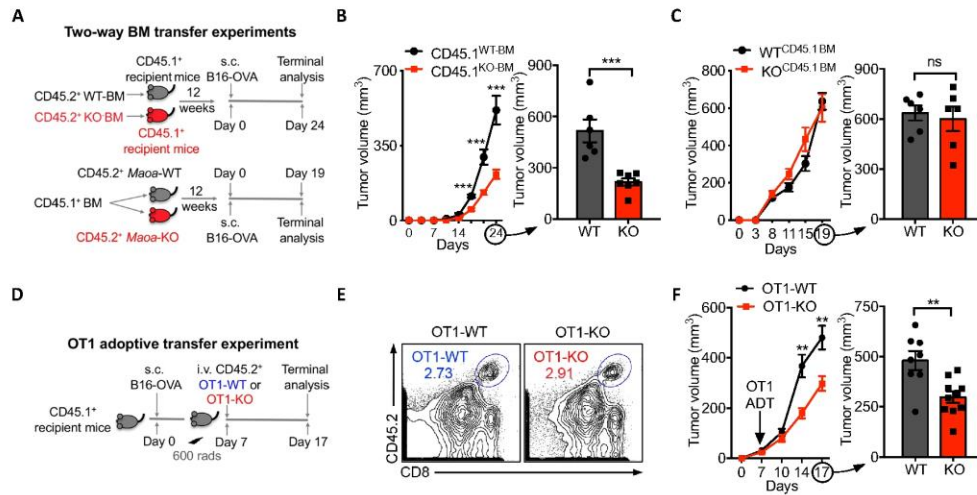 A
Two-way BM transfer experiments
CD45.1⁺
recipient mice
s.c.
B16-OVA
Terminal
analysis
CD45.2⁺ WT-BM
CD45.2⁺ KO-BM
12
weeks
CD45.1⁺
recipient mice
Day 0
Day 24
CD45.2⁺ Maoa-WT
Day 0
Day 19
CD45.1⁺ BM
12
weeks
CD45.2⁺ Maoa-KO
s.c.
B16-OVA
Terminal
analysis
B
CD45.1WT-BM
CD45.1KO-BM
Tumor volume (mm³)
700
500
300
100
0
***
***
***
0 7 14 24
Days
Tumor volume (mm³)
900
600
300
0
***
WT KO
C
WTCD45.1 BM
KOCD45.1 BM
Tumor volume (mm³)
800
600
400
200
0
0 3 8 11 15 19
Days
Tumor volume (mm³)
900
600
300
0
ns
WT KO
D
OT1 adoptive transfer experiment
s.c.
B16-OVA
i.v. CD45.2⁺
OT1-WT or
OT1-KO
Terminal
analysis
CD45.1⁺
recipient mice
Day 0
600 rads
Day 7
Day 17
E
OT1-WT
OT1-KO
OT1-WT
2.73
OT1-KO
2.91
CD45.2
CD8
F
OT1-WT
OT1-KO
Tumor volume (mm³)
600
400
200
0
OT1
ADT
**
**
0 7 10 14 17
Days
Tumor volume (mm³)
750
500
250
0
**
WT KO